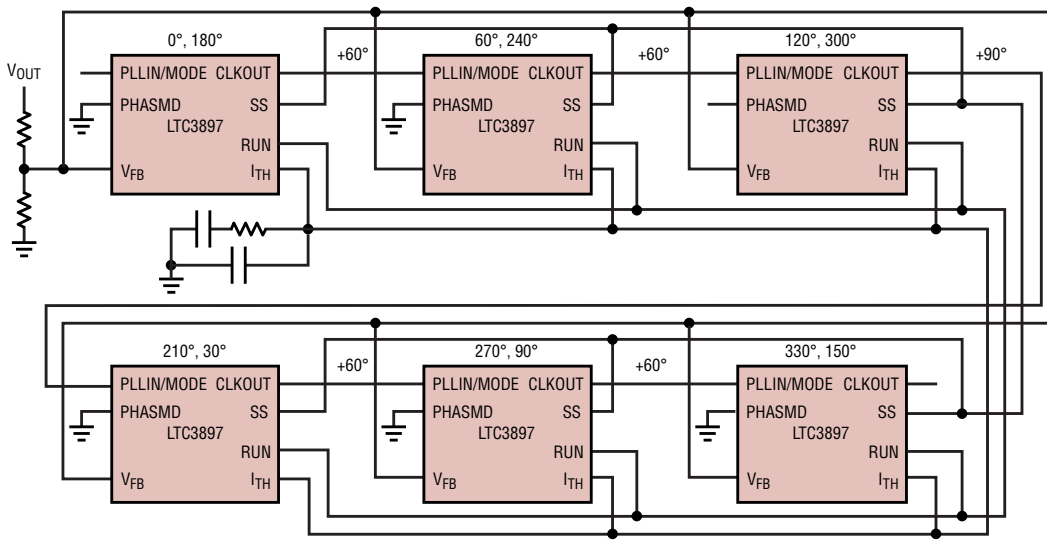 0°, 180°
60°, 240°
120°, 300°
VOUT
PLLIN/MODE CLKOUT
+60°
PLLIN/MODE CLKOUT
+60°
PLLIN/MODE CLKOUT
+90°
PHASMD SS
PHASMD SS
PHASMD SS
LTC3897
LTC3897
LTC3897
RUN
RUN
RUN
VFB ITH
VFB ITH
VFB ITH
210°, 30°
270°, 90°
330°, 150°
PLLIN/MODE CLKOUT
+60°
PLLIN/MODE CLKOUT
+60°
PLLIN/MODE CLKOUT
PHASMD SS
PHASMD SS
PHASMD SS
LTC3897
LTC3897
LTC3897
RUN
RUN
RUN
VFB ITH
VFB ITH
VFB ITH